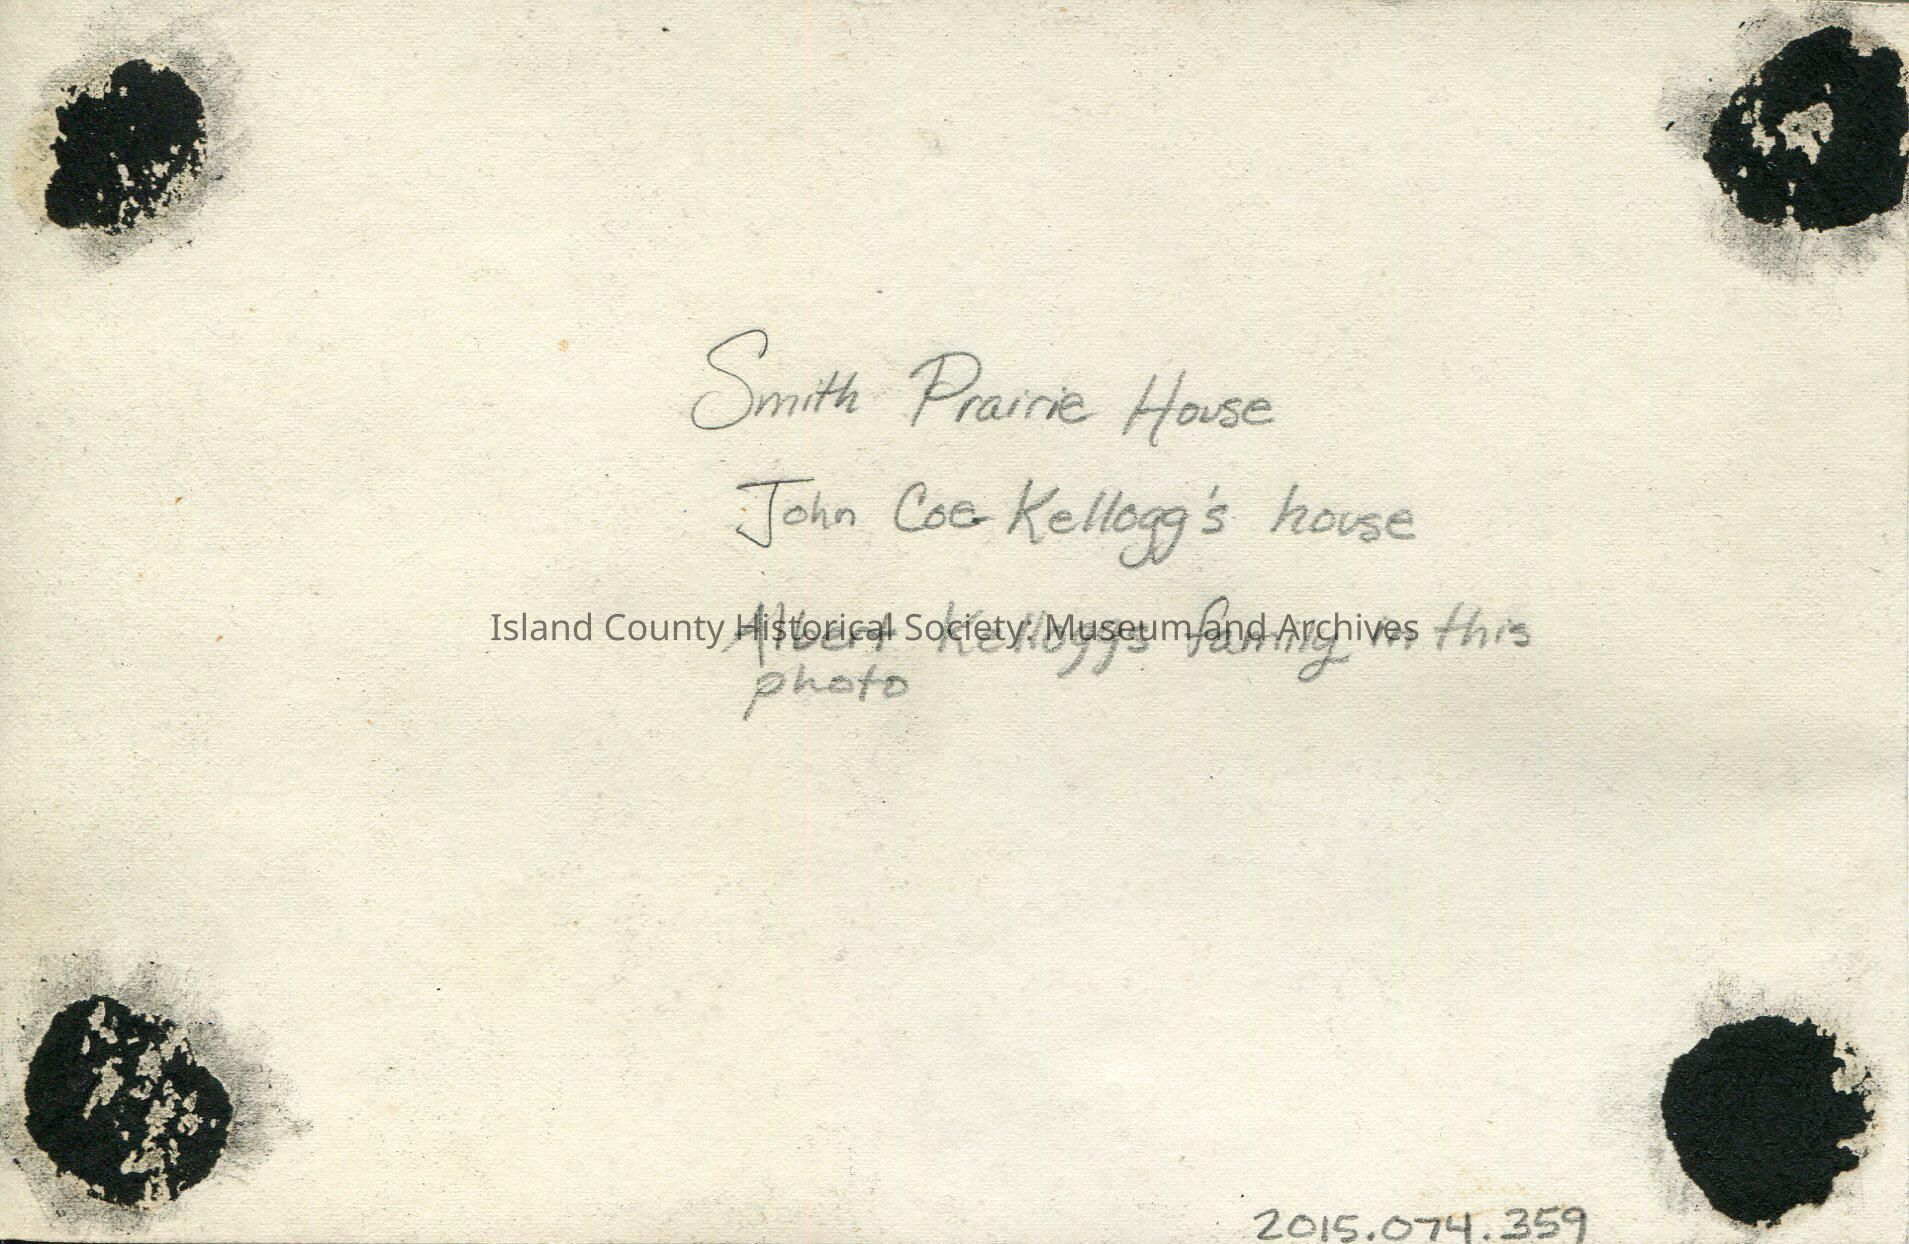 Smith Prairie House
John Coe Kellogg's house
Albert Kelloggs family in this
photo
Island County Historical Society: Museum and Archives
2015.074.359